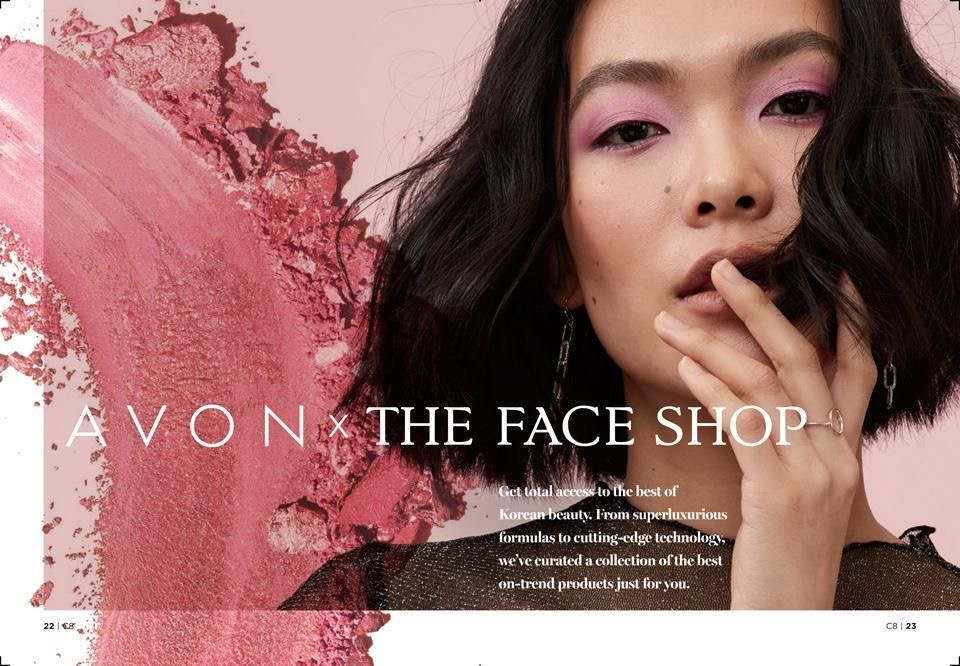 AVON x THE FACE SHOP
Get total access to the best of
Korean beauty. From superluxurious
formulas to cutting-edge technology,
we've curated a collection of the best
on-trend products just for you.
22 | C8
C8 | 23